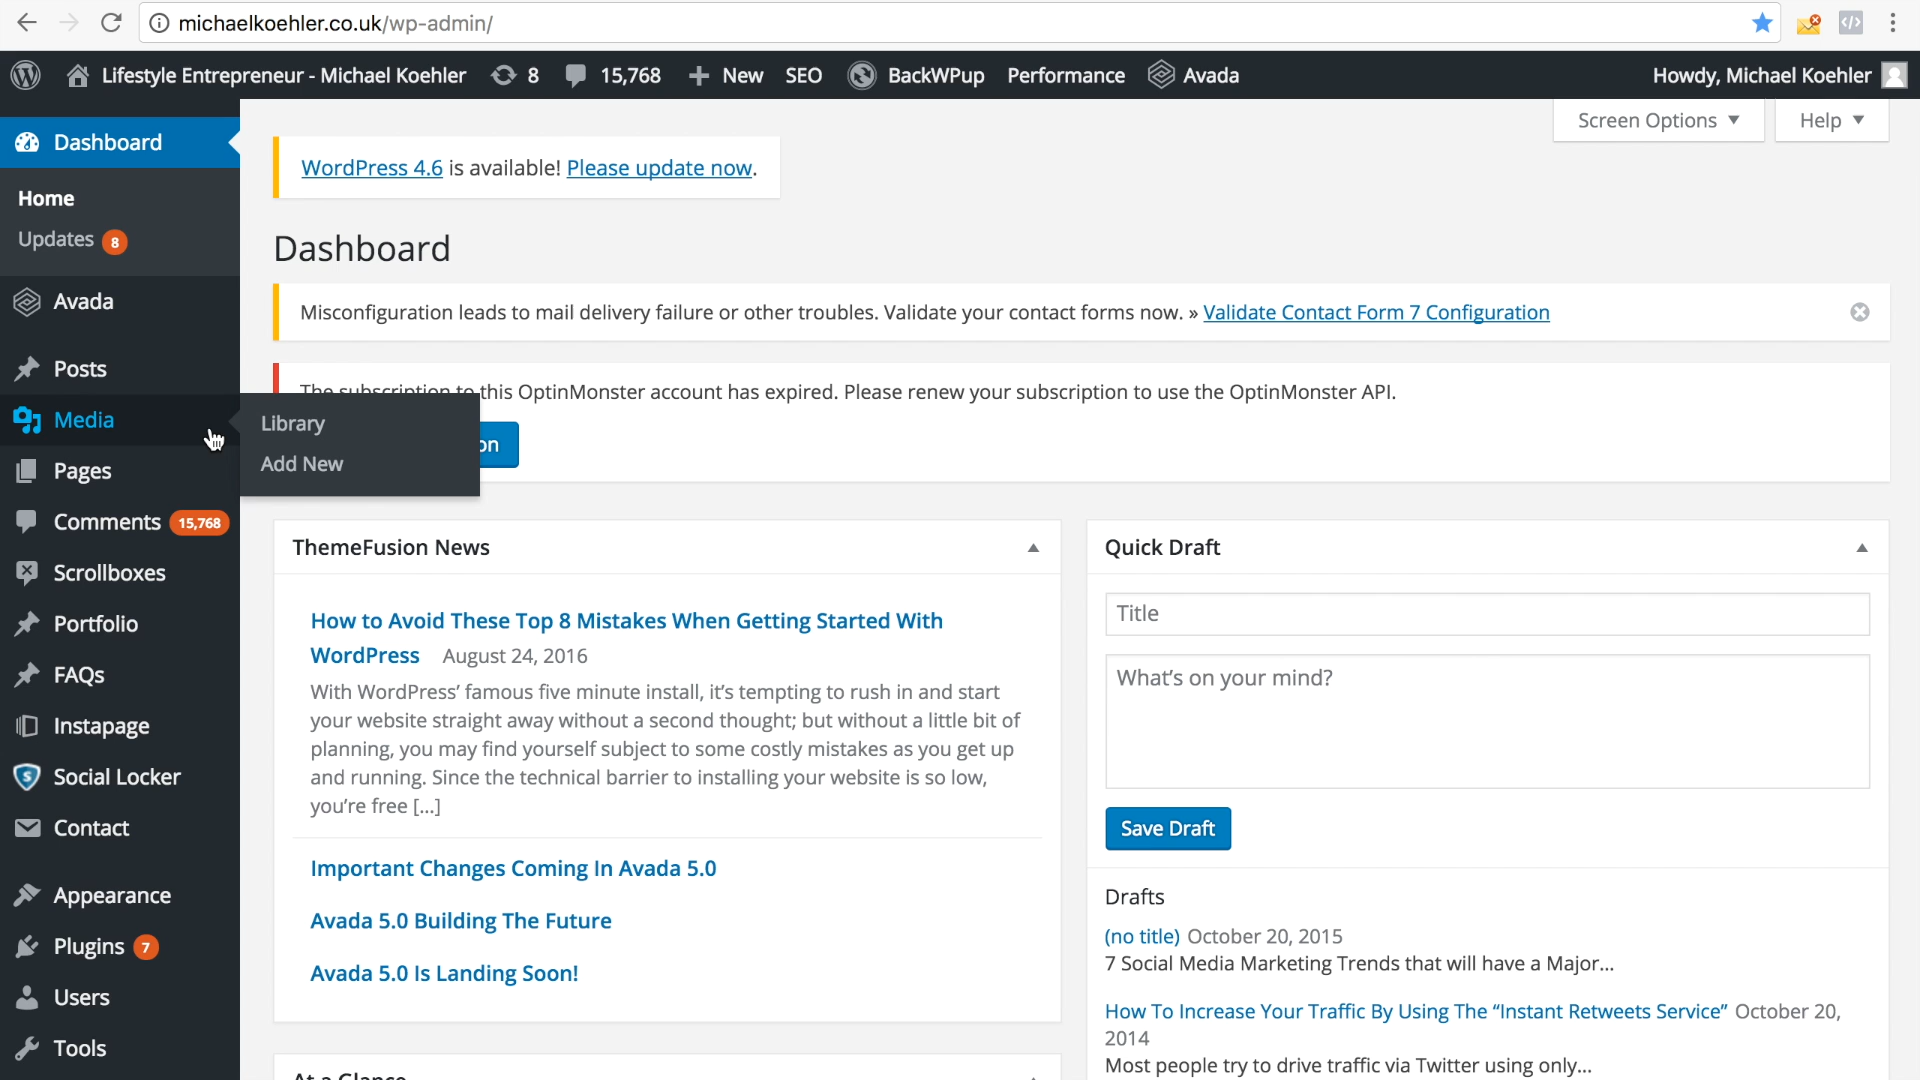 michaelkoehler.co.uk/wp-admin/
Lifestyle Entrepreneur - Michael Koehler 8 15,768 New SEO BackWPup Performance Avada Howdy, Michael Koehler
Screen Options Help
Dashboard
Home
Updates 8
Avada
Posts
Media
Pages
Comments 15,768
Scrollboxes
Portfolio
FAQs
Instapage
Social Locker
Contact
Appearance
Plugins 7
Users
Tools
Library
Add New
WordPress 4.6 is available! Please update now.
Dashboard
Misconfiguration leads to mail delivery failure or other troubles. Validate your contact forms now. » Validate Contact Form 7 Configuration
The subscription to this OptinMonster account has expired. Please renew your subscription to use the OptinMonster API.
on
ThemeFusion News
How to Avoid These Top 8 Mistakes When Getting Started With
WordPress August 24, 2016
With WordPress’ famous five minute install, it’s tempting to rush in and start
your website straight away without a second thought; but without a little bit of
planning, you may find yourself subject to some costly mistakes as you get up
and running. Since the technical barrier to installing your website is so low,
you’re free […]
Important Changes Coming In Avada 5.0
Avada 5.0 Building The Future
Avada 5.0 Is Landing Soon!
At a Glance
Quick Draft
Title
What’s on your mind?
Save Draft
Drafts
(no title) October 20, 2015
7 Social Media Marketing Trends that will have a Major…
How To Increase Your Traffic By Using The “Instant Retweets Service” October 20,
2014
Most people try to drive traffic via Twitter using only…